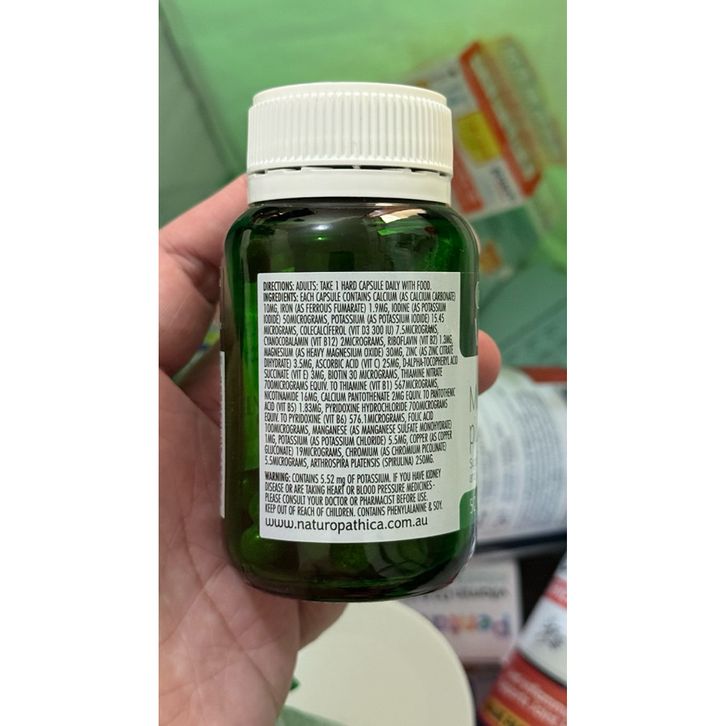 DIRECTIONS: ADULTS: TAKE 1 HARD CAPSULE DAILY WITH FOOD.
INGREDIENTS: EACH CAPSULE CONTAINS CALCIUM (AS CALCIUM CARBONATE)
10MG, IRON (AS FERROUS FUMARATE) 1.9MG, IODINE (AS POTASSIUM
IODIDE) 50MICROGRAMS, POTASSIUM (AS POTASSIUM IODIDE) 15.45
MICROGRAMS, COLECALCIFEROL (VIT D3 300 IU) 7.5MICROGRAMS,
CYANOCOBALAMIN (VIT B12) 2MICROGRAMS, RIBOFLAVIN (VIT B2) 1.3MG,
MAGNESIUM (AS HEAVY MAGNESIUM OXIDE) 30MG, ZINC (AS ZINC CITRATE
DIHYDRATE) 3.5MG, ASCORBIC ACID (VIT C) 25MG, D-ALPHA-TOCOPHERYL ACID
SUCCINATE (VIT E) 3MG, BIOTIN 30 MICROGRAMS, THIAMINE NITRATE
700MICROGRAMS EQUIV. TO THIAMINE (VIT B1) 567MICROGRAMS,
NICOTINAMIDE 16MG, CALCIUM PANTOTHENATE 2MG EQUIV. TO PANTOTHENIC
ACID (VIT B5) 1.83MG, PYRIDOXINE HYDROCHLORIDE 700MICROGRAMS
EQUIV. TO PYRIDOXINE (VIT B6) 576.1MICROGRAMS, FOLIC ACID
100MICROGRAMS, MANGANESE (AS MANGANESE SULFATE MONOHYDRATE)
1MG, POTASSIUM (AS POTASSIUM CHLORIDE) 5.5MG, COPPER (AS COPPER
GLUCONATE) 19MICROGRAMS, CHROMIUM (AS CHROMIUM PICOLINATE)
5.5MICROGRAMS, ARTHROSPIRA PLATENSIS (SPIRULINA) 250MG.
WARNING: CONTAINS 5.52 mg OF POTASSIUM. IF YOU HAVE KIDNEY
DISEASE OR ARE TAKING HEART OR BLOOD PRESSURE MEDICINES -
PLEASE CONSULT YOUR DOCTOR OR PHARMACIST BEFORE USE.
KEEP OUT OF REACH OF CHILDREN. CONTAINS PHENYLALANINE & SOY.
www.naturopathica.com.au